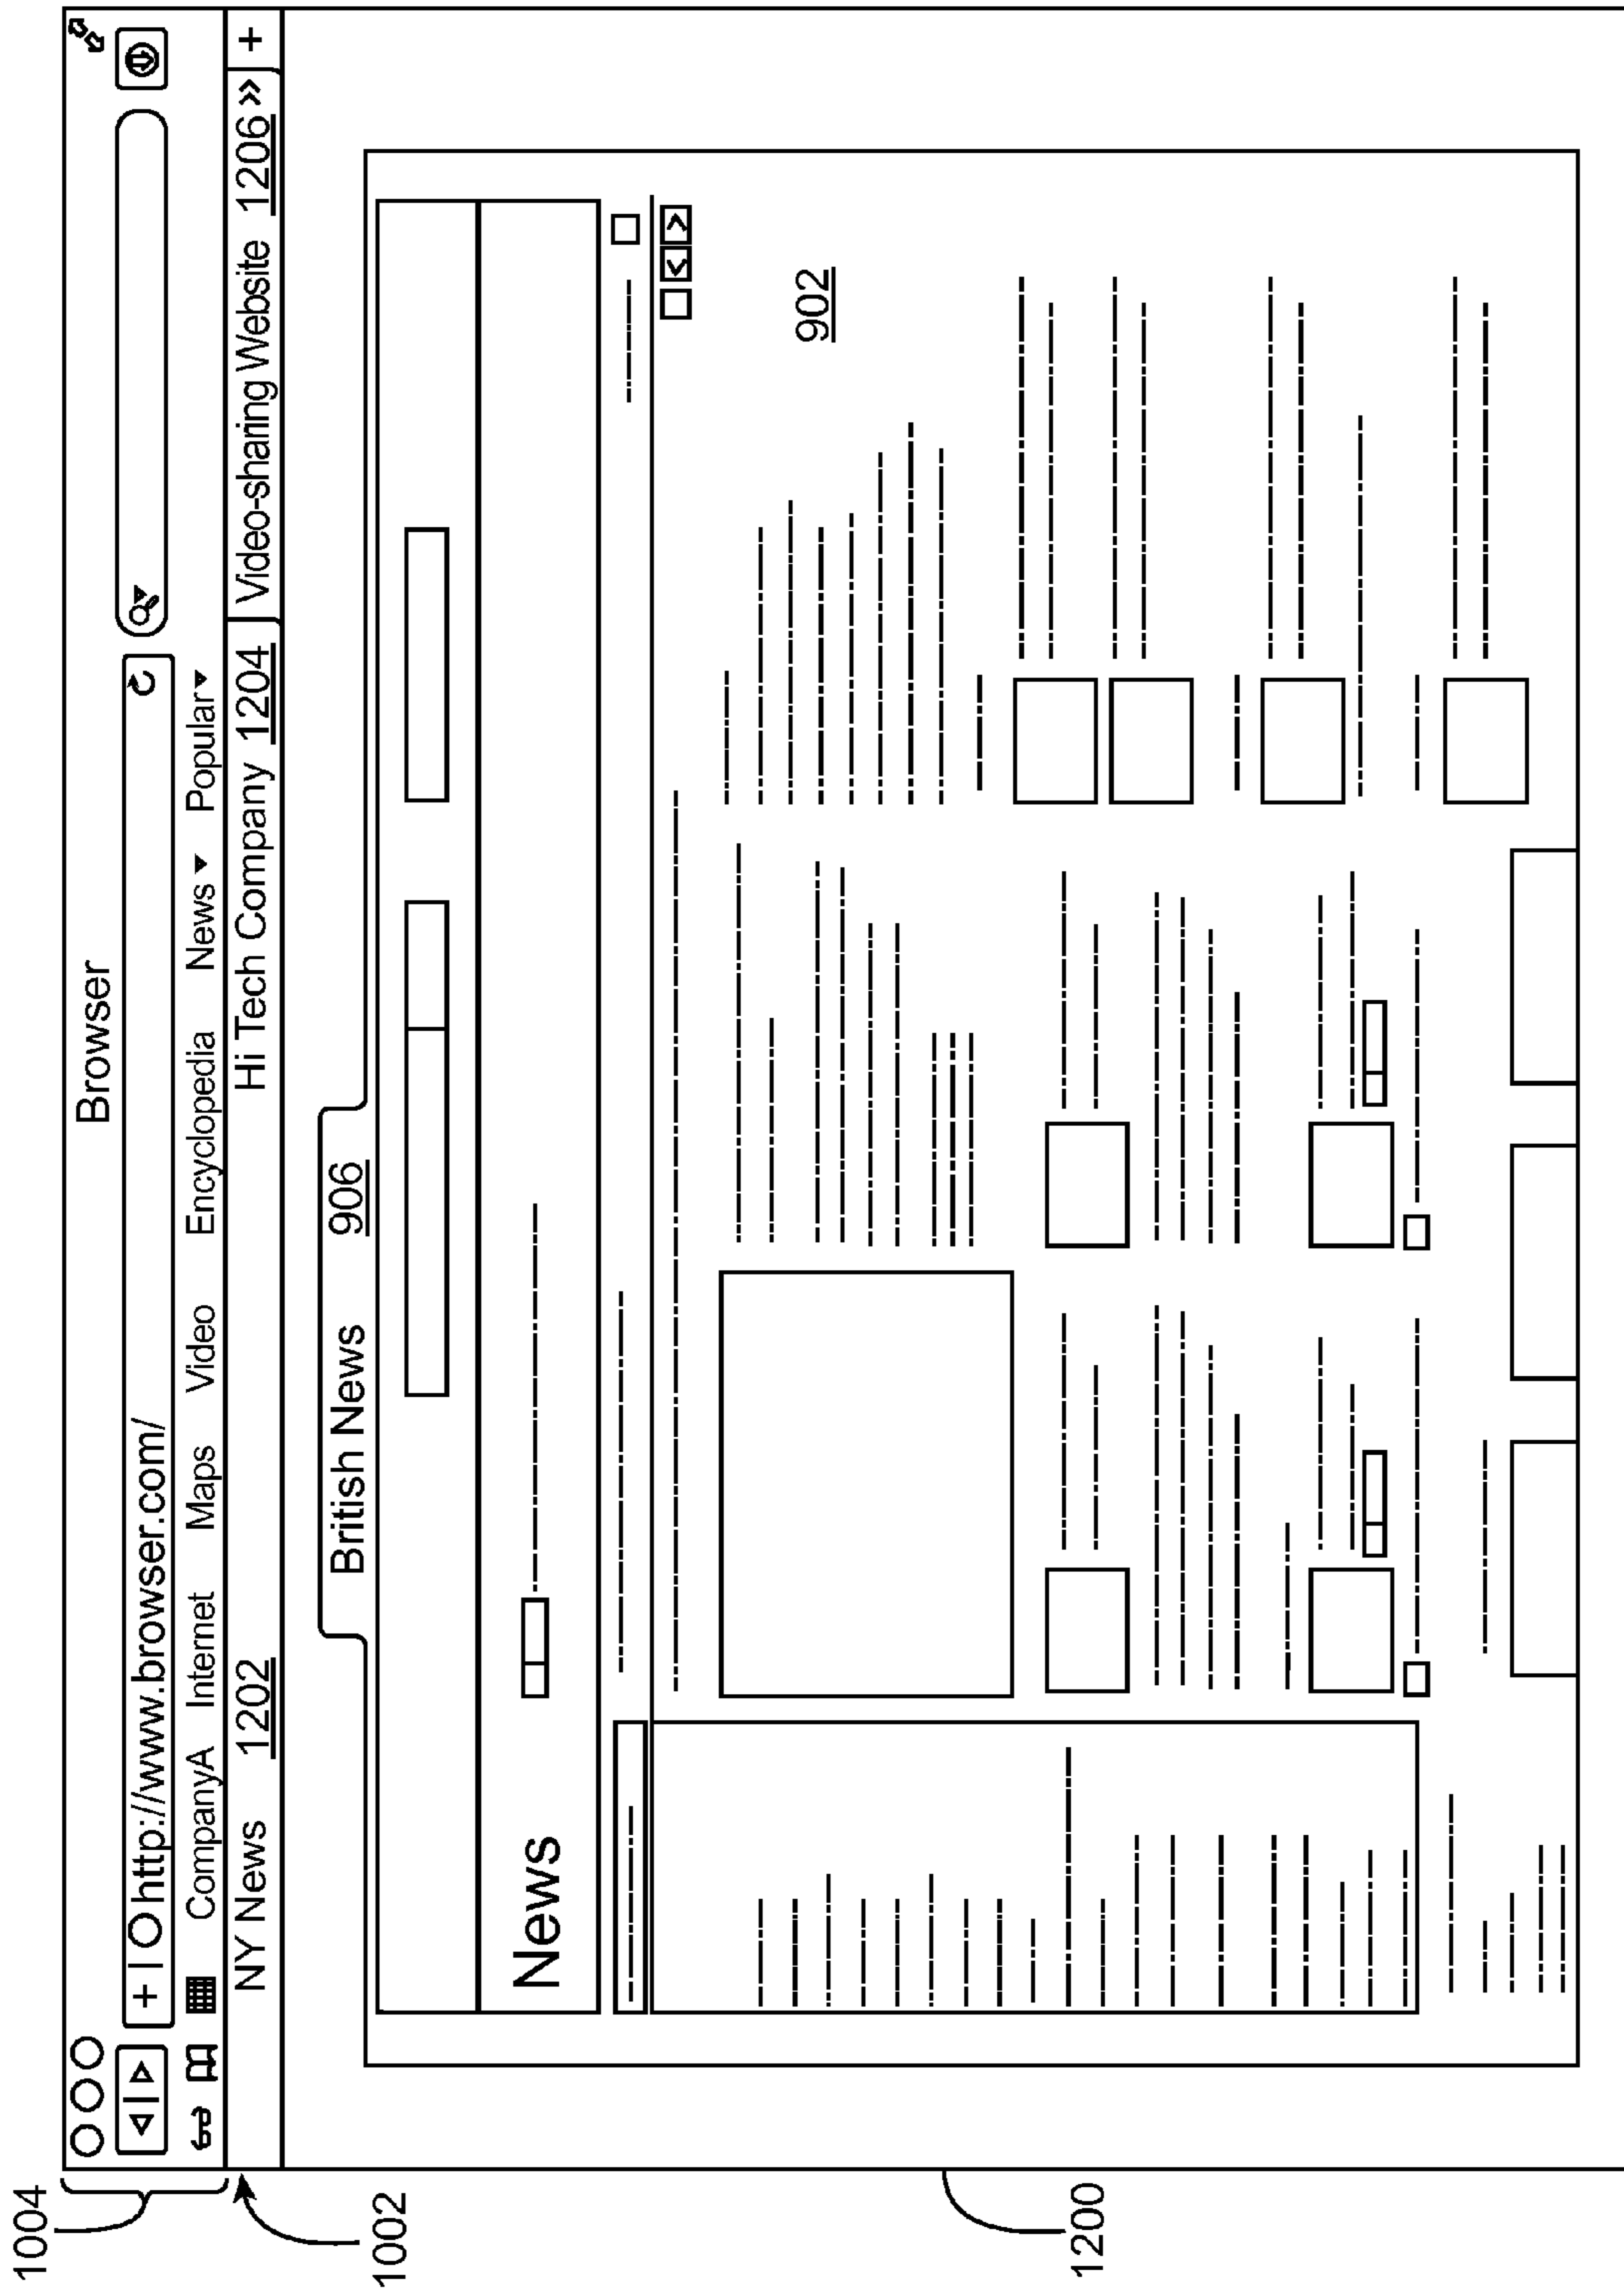 1004
Browser
+ | http://www.browser.com/
CompanyA Internet Maps Video Encyclopedia News Popular
NY News 1202 Hi Tech Company 1204 Video-sharing Website 1206 » +
1002
British News 906
News
902
1200